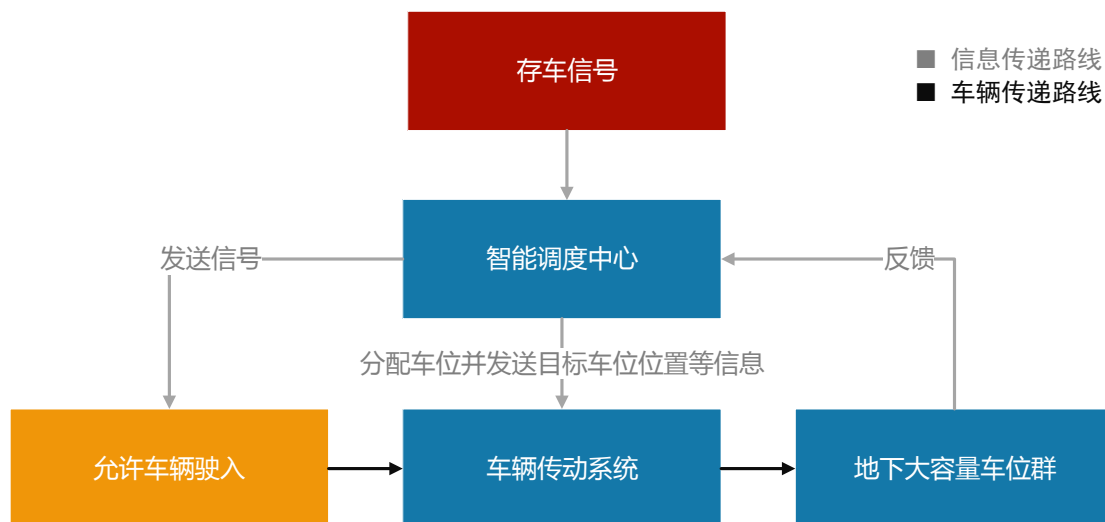 存车信号
信息传递路线
车辆传递路线
智能调度中心
发送信号
反馈
分配车位并发送目标车位位置等信息
允许车辆驶入
车辆传动系统
地下大容量车位群